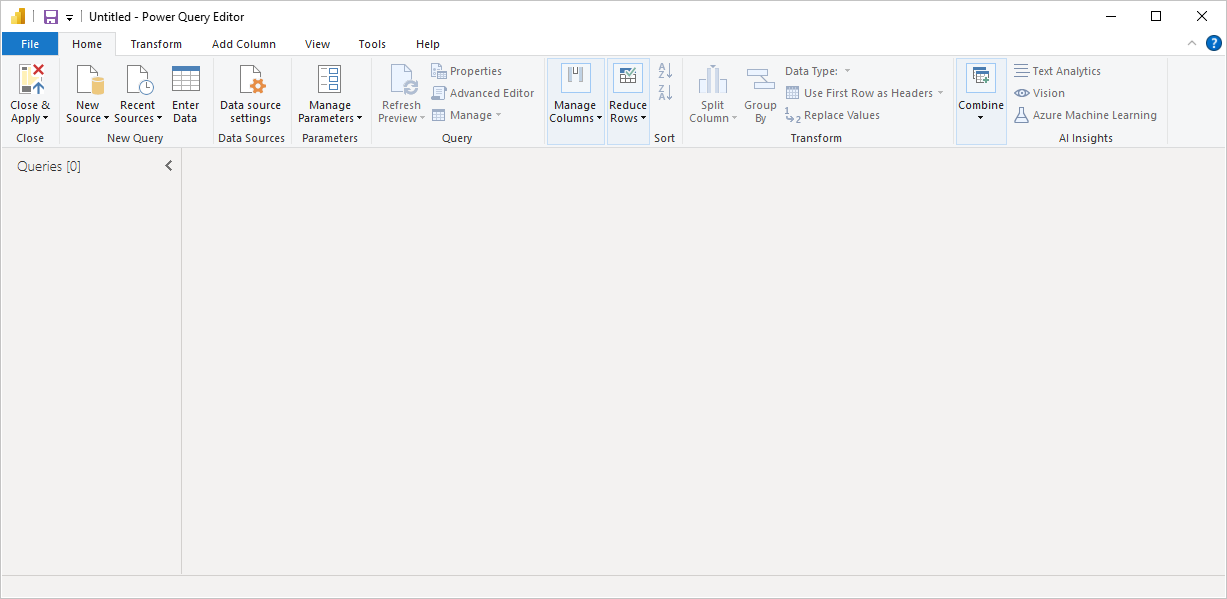 Untitled - Power Query Editor
File Home Transform Add Column View Tools Help
?
Close & Apply
New Source
Recent Sources
Enter Data
Data source settings
Manage Parameters
Refresh Preview
Properties
Advanced Editor
Manage
Manage Columns
Reduce Rows
A Z
Z A
Split Column
Group By
Data Type:
Use First Row as Headers
1 2 Replace Values
Combine
Text Analytics
Vision
Azure Machine Learning
Close New Query Data Sources Parameters Query Sort Transform AI Insights
Queries [0]